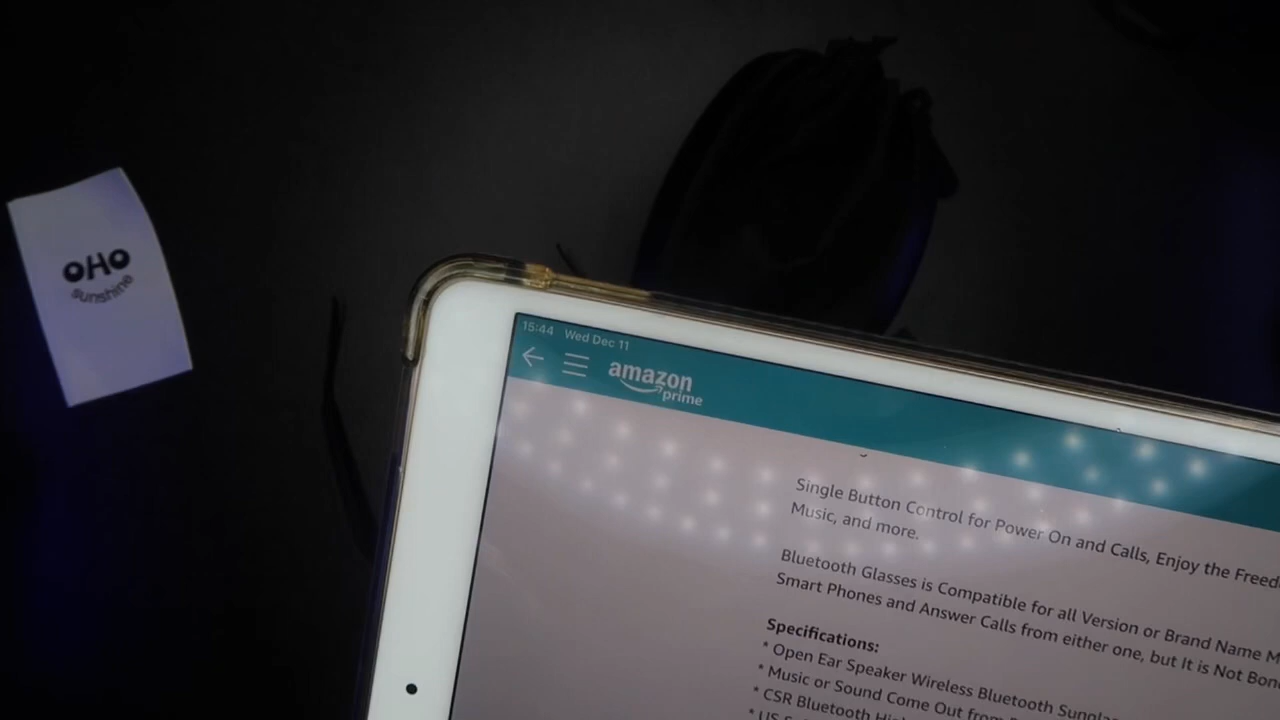 oHo
sunshine
15:44 Wed Dec 11
amazon
prime
Single Button Control for Power On and Calls, Enjoy the
Music, and more.
Bluetooth Glasses is Compatible for all Version or Brand Name
Smart Phones and Answer Calls from either one, but It is Not
Specifications:
* Open Ear Speaker Wireless Bluetooth
* Music or Sound Come Out from
* CSR Bluetooth
* US